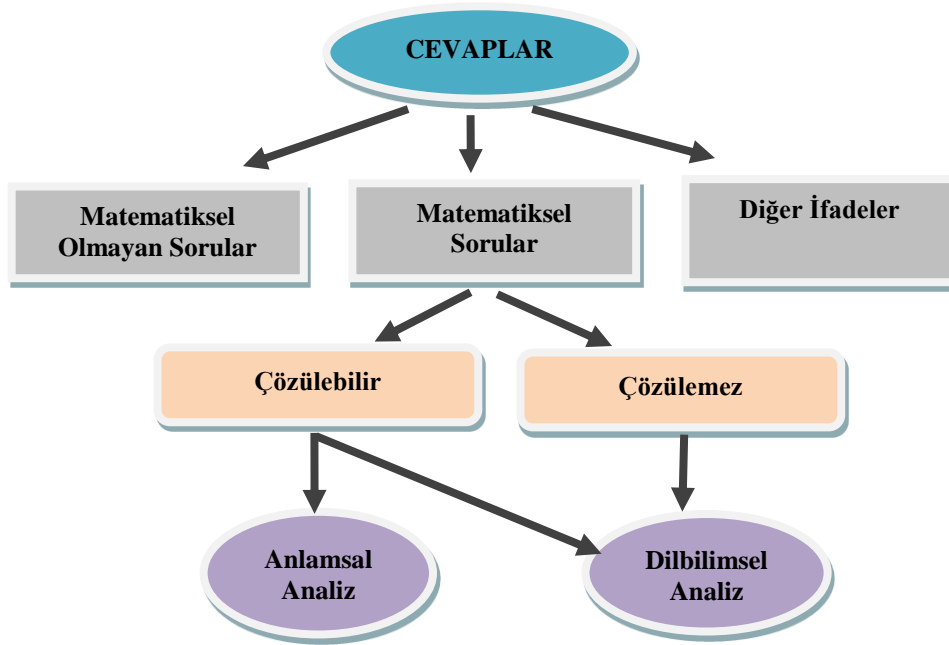 CEVAPLAR
Matematiksel
Olmayan Sorular
Matematiksel
Sorular
Diğer İfadeler
Çözülebilir
Çözülemez
Anlamsal
Analiz
Dilbilimsel
Analiz